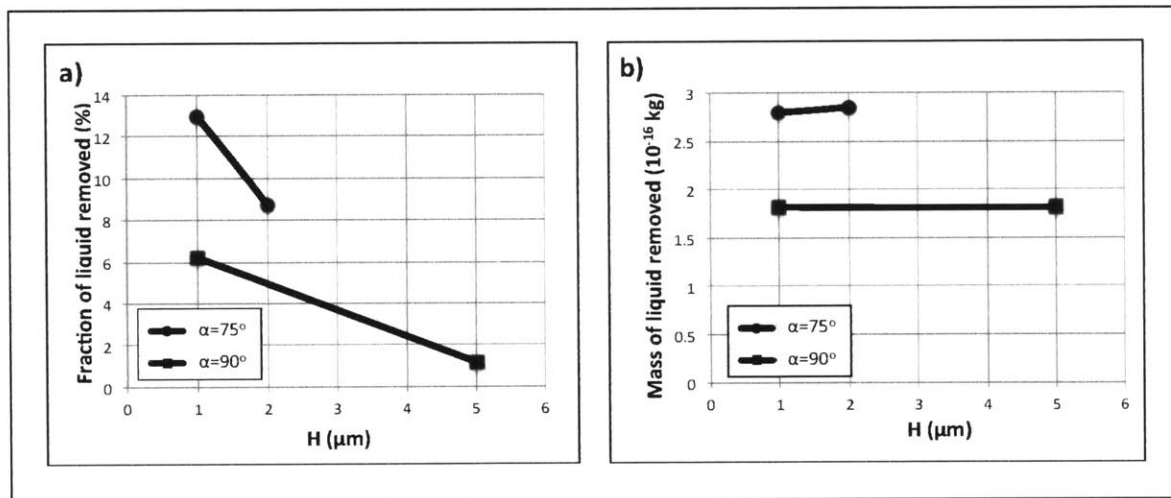 a)
Fraction of liquid removed (%)
14
12
10
8
6
4
2
0
α=75°
α=90°
0 1 2 3 4 5 6
H (μm)
b)
Mass of liquid removed (10⁻¹⁶ kg)
3
2.5
2
1.5
1
0.5
0
α=75°
α=90°
0 1 2 3 4 5 6
H (μm)